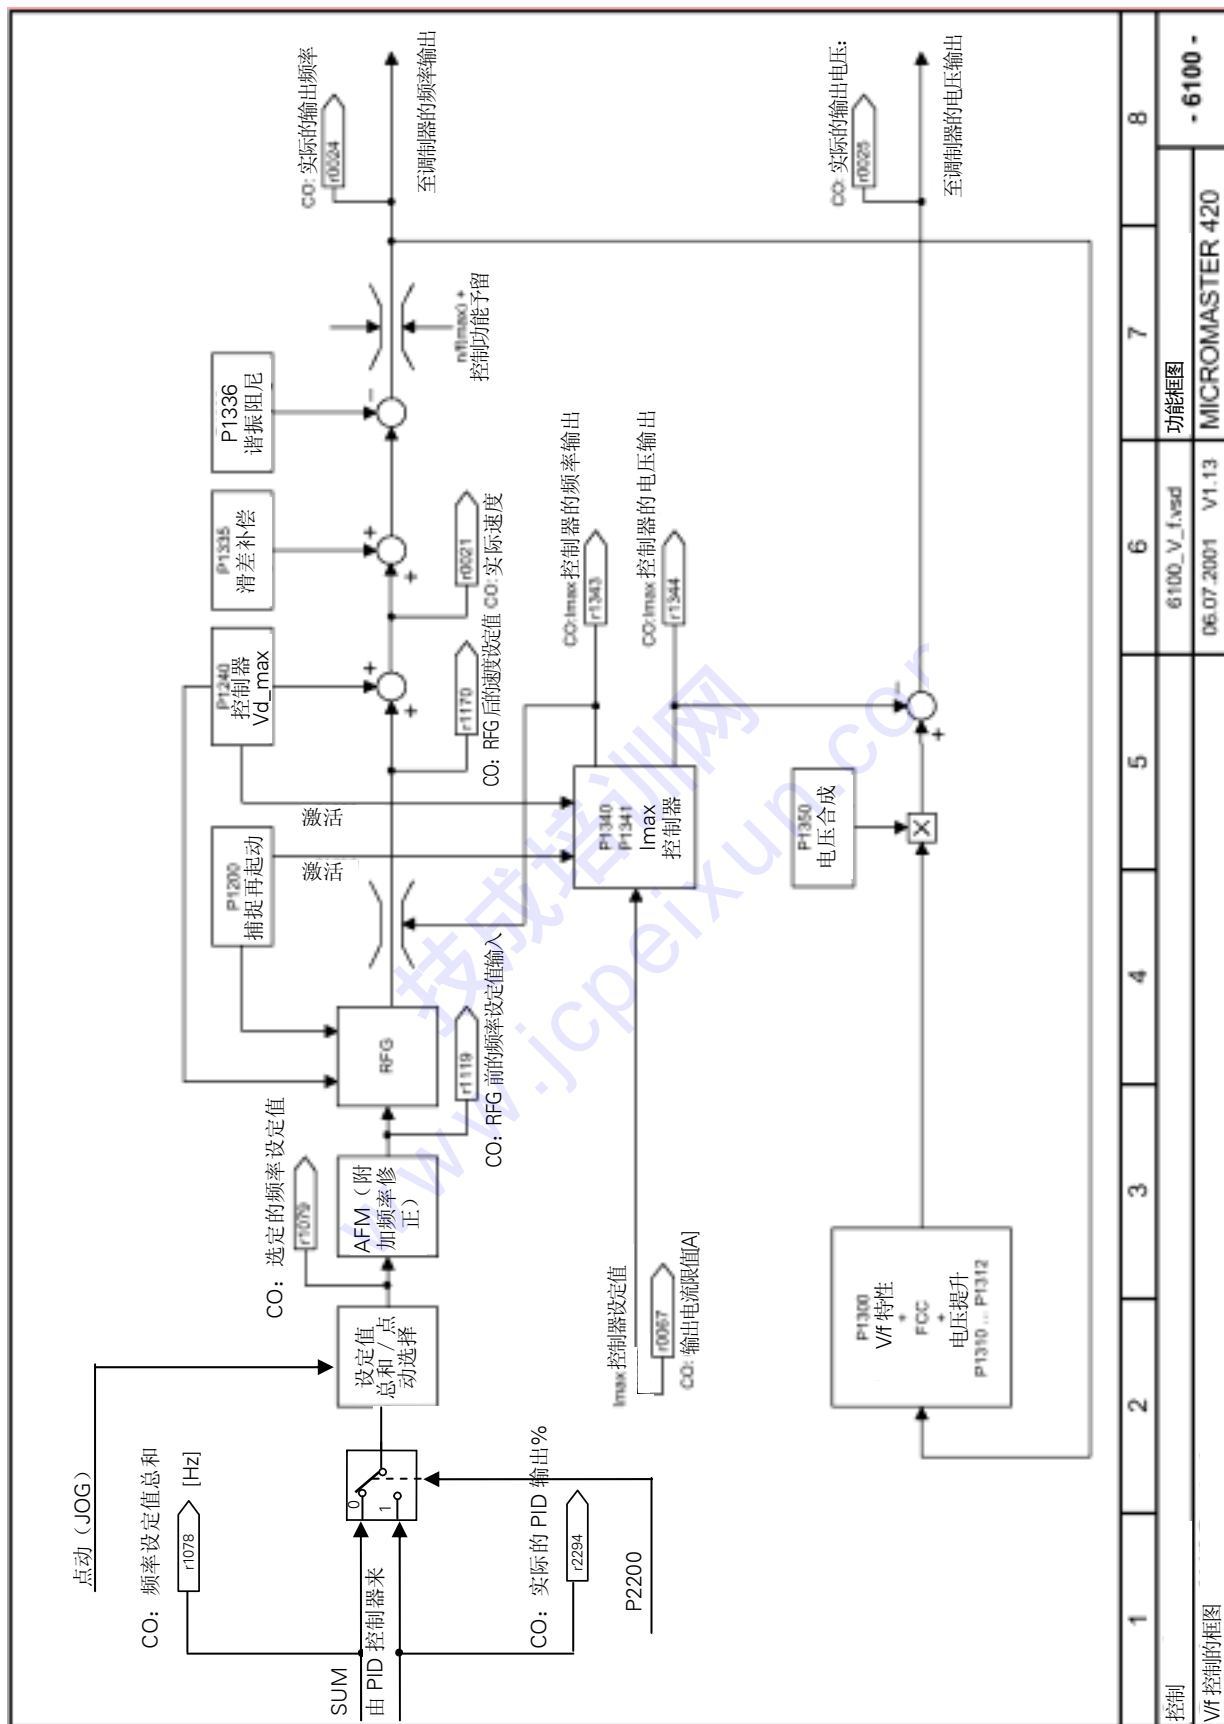 点动（JOG）
CO：频率设定值总和
r1078
[Hz]
SUM
由 PID 控制器来
0
1
CO：实际的 PID 输出%
r2294
P2200
CO：选定的频率设定值
r1079
设定值
总和／点
动选择
AFM（附
加频率修
正）
r1119
CO：RFG 前的频率设定值输入
RFG
P1200
捕捉再起动
激活
P1240
控制器
Vd_max
激活
+
+
r1170
CO：RFG 后的速度设定值
P1335
滑差补偿
+
+
r0021
CO: 实际速度
P1336
谐振阻尼
−
n/f(max) +
控制功能予留
CO: 实际的输出频率
r0024
至调制器的频率输出
Imax 控制器设定值
r0067
CO: 输出电流限值[A]
P1340
P1341
Imax
控制器
CO:Imax 控制器的频率输出
r1343
CO:Imax 控制器的电压输出
r1344
P1300
V/f 特性
+
FCC
+
电压提升
P1310 ... P1312
P1350
电压合成
X
+
−
CO: 实际的输出电压:
r0025
至调制器的电压输出
1
2
3
4
5
6
7
8
控制
6100_V_f.vsd
功能框图
- 6100 -
V/f 控制的框图
06.07.2001
V1.13
MICROMASTER 420
技成培训网
www.jcpeixun.cor